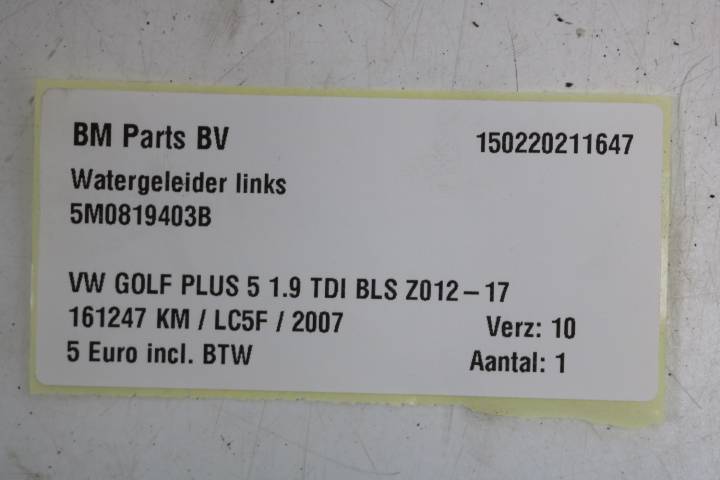 BM Parts BV 150220211647
Watergeleider links
5M0819403B
VW GOLF PLUS 5 1.9 TDI BLS Z012-17
161247 KM / LC5F / 2007 Verz: 10
5 Euro incl. BTW Aantal: 1